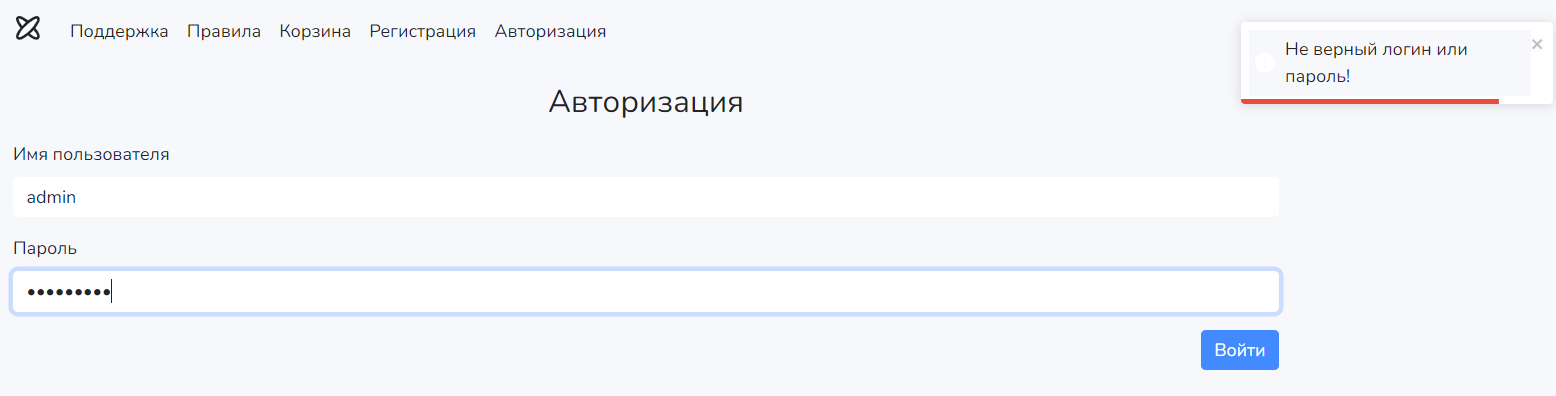 Поддержка Правила Корзина Регистрация Авторизация
Не верный логин или
пароль!
×
Авторизация
Имя пользователя
admin
Пароль
•••••••••
Войти